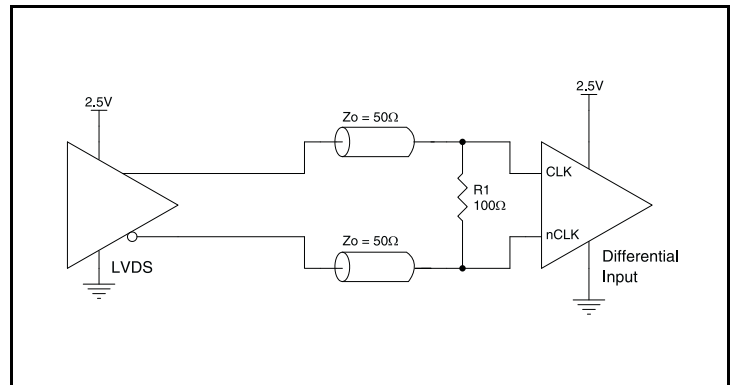 2.5V
2.5V
Zo = 50Ω
CLK
R1
100Ω
nCLK
Zo = 50Ω
LVDS
Differential
Input